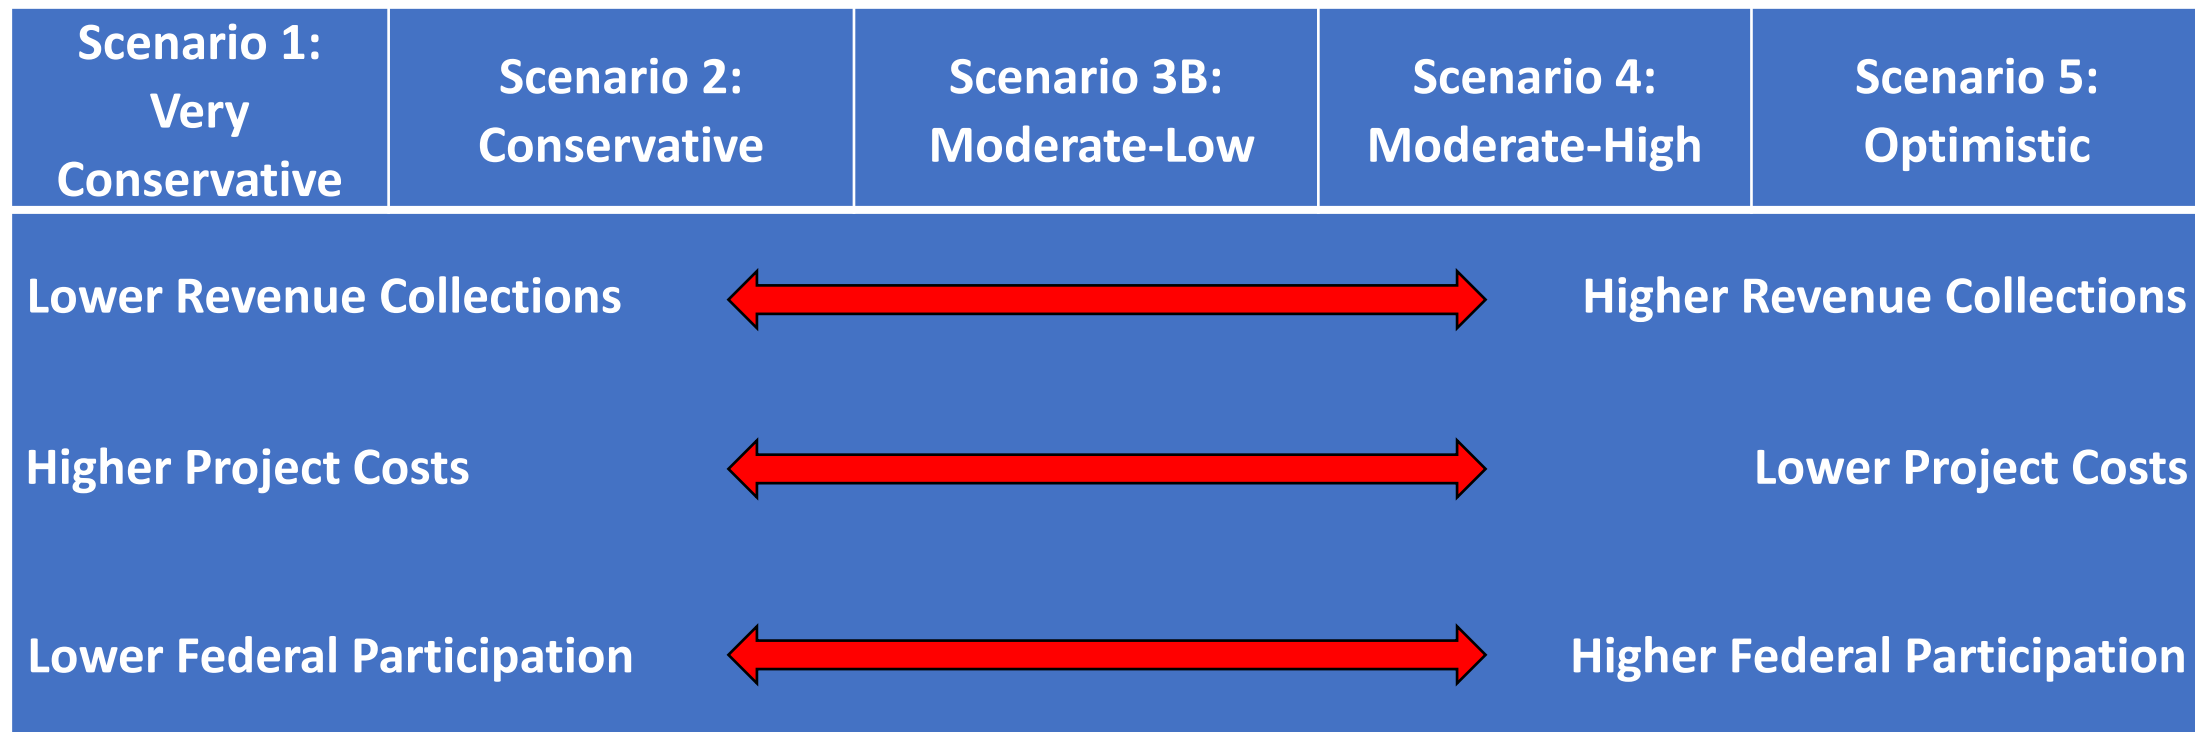 Scenario 1:
Very
Conservative
Scenario 2:
Conservative
Scenario 3B:
Moderate-Low
Scenario 4:
Moderate-High
Scenario 5:
Optimistic
Lower Revenue Collections
Higher Revenue Collections
Higher Project Costs
Lower Project Costs
Lower Federal Participation
Higher Federal Participation